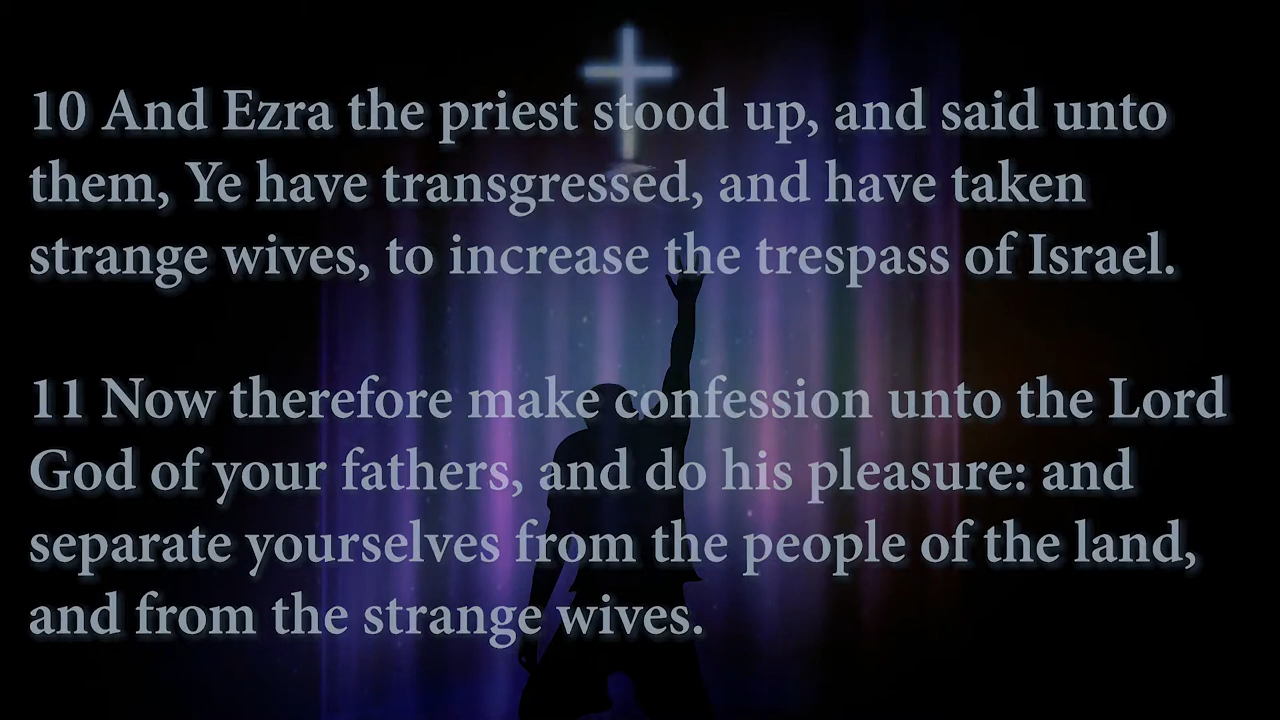 10 And Ezra the priest stood up, and said unto
them, Ye have transgressed, and have taken
strange wives, to increase the trespass of Israel.
11 Now therefore make confession unto the Lord
God of your fathers, and do his pleasure: and
separate yourselves from the people of the land,
and from the strange wives.